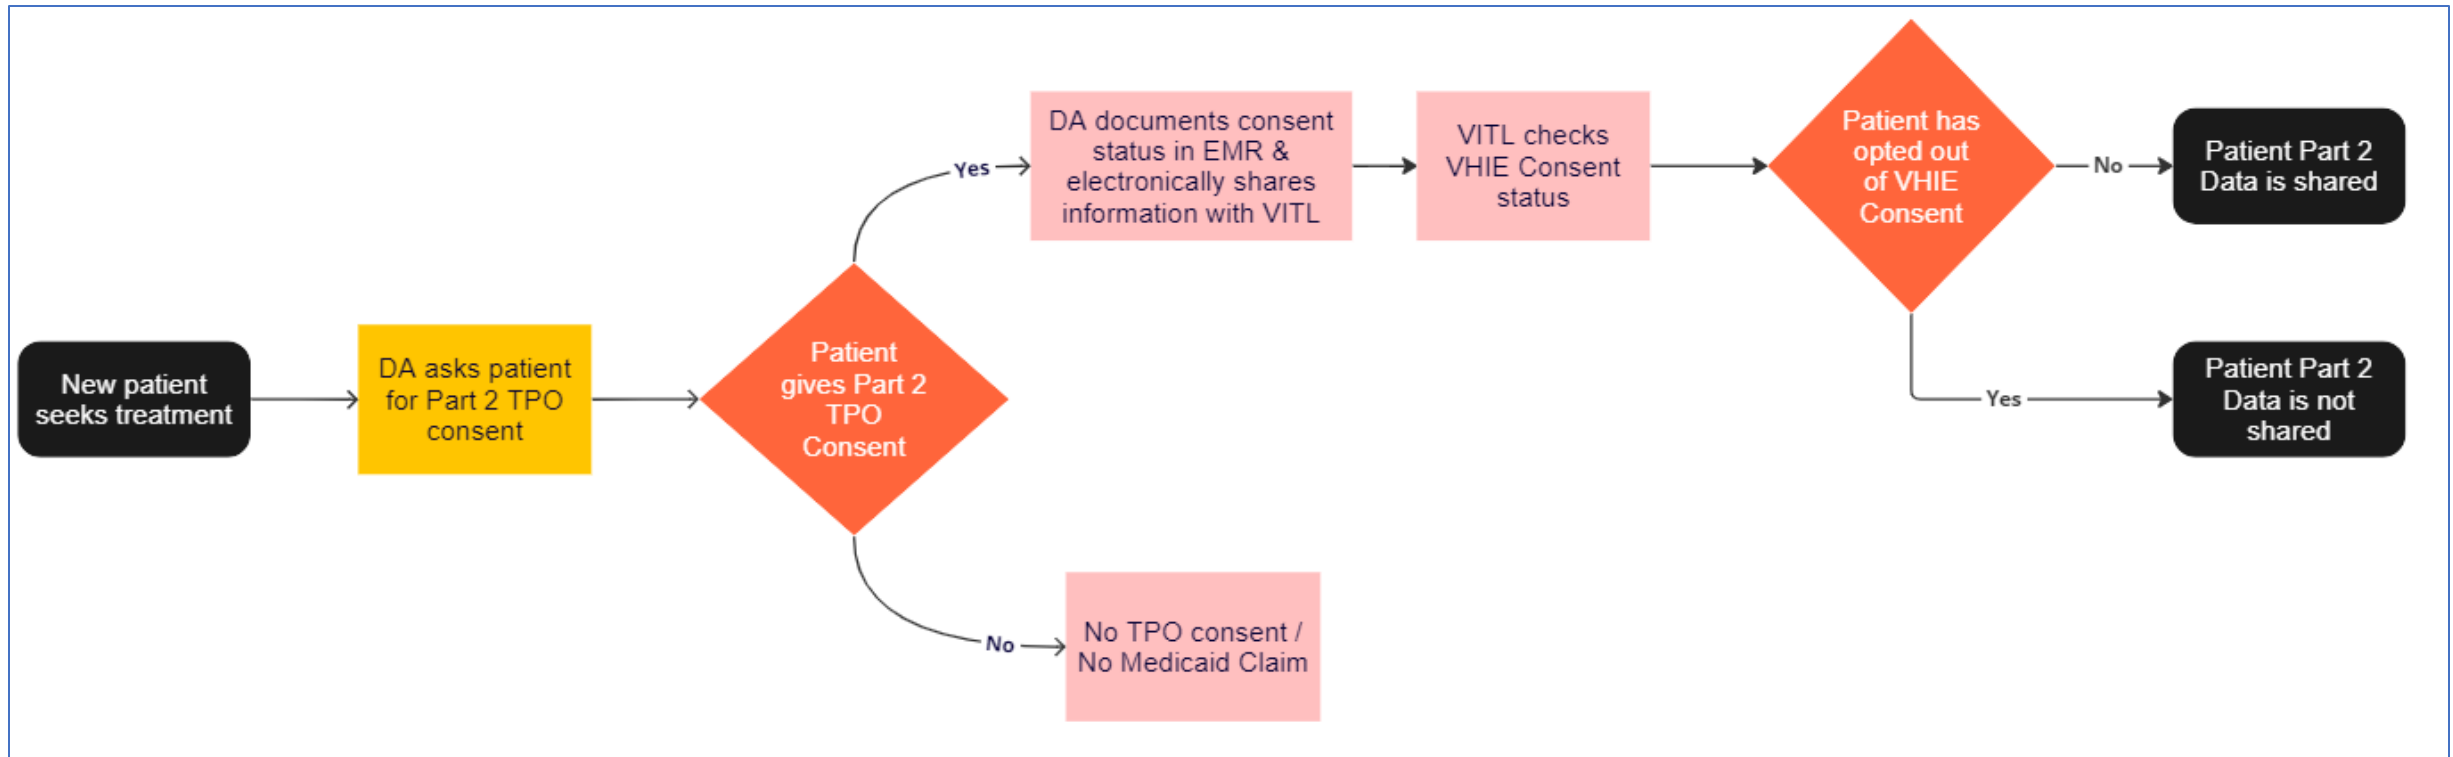 New patient
seeks treatment
DA asks patient
for Part 2 TPO
consent
Patient
gives Part 2
TPO
Consent
Yes
DA documents consent
status in EMR &
electronically shares
information with VITL
VITL checks
VHIE Consent
status
Patient has
opted out
of VHIE
Consent
No
Patient Part 2
Data is shared
Yes
Patient Part 2
Data is not
shared
No
No TPO consent /
No Medicaid Claim